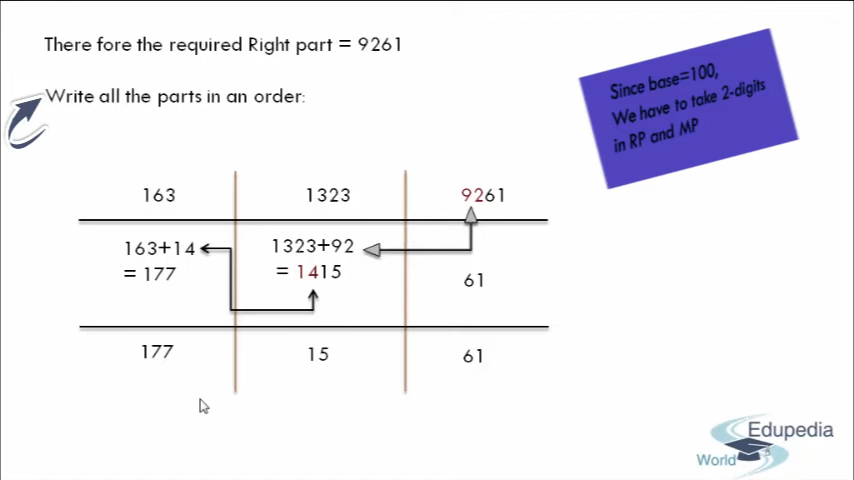 There fore the required Right part = 9261
Write all the parts in an order:
Since base=100,
We have to take 2-digits
in RP and MP
163 1323 9261
163+14 1323+92
= 177 = 1415 61
177 15 61
Edupedia
World